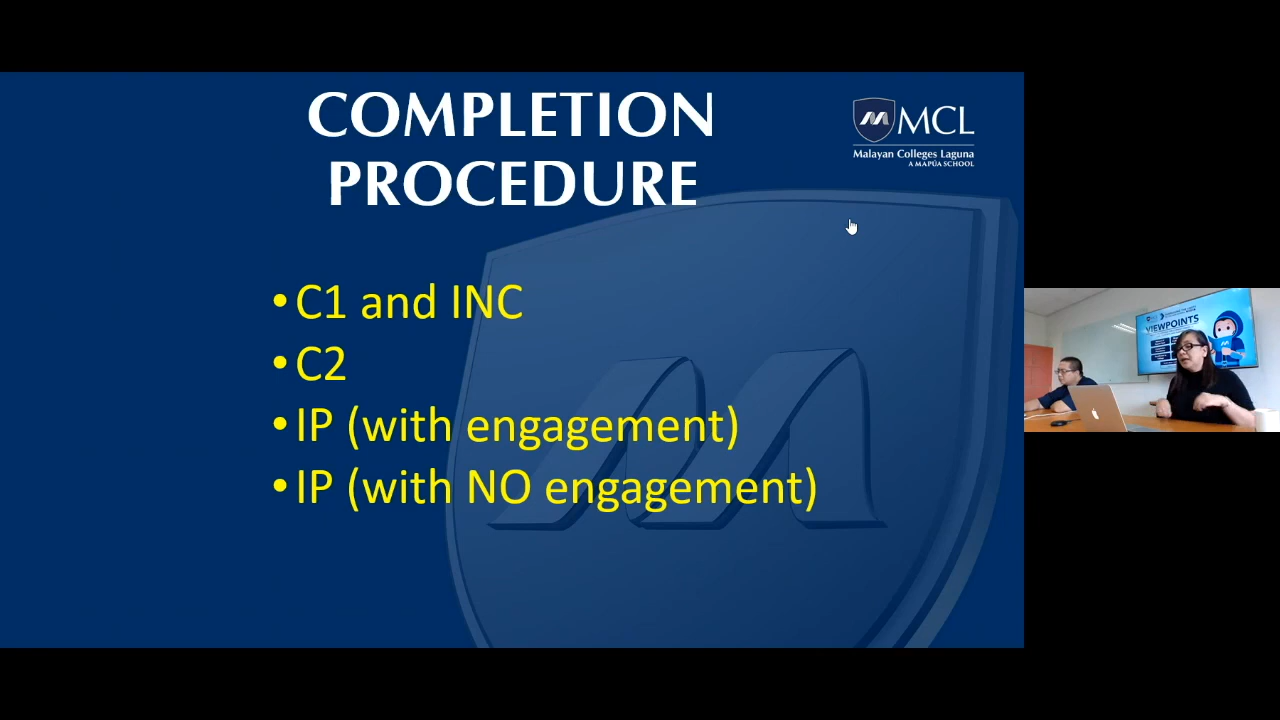 COMPLETION
PROCEDURE
MCL
Malayan Colleges Laguna
A MAPÚA SCHOOL
•C1 and INC
•C2
•IP (with engagement)
•IP (with NO engagement)
VIEWPOINTS